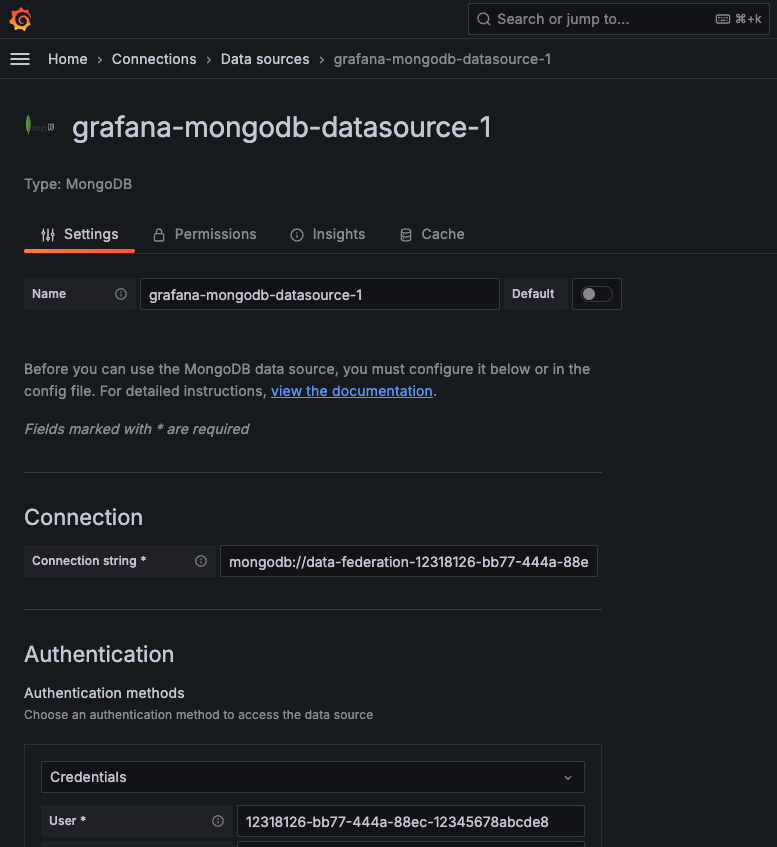 Search or jump to...
⌘+k
Home › Connections › Data sources › grafana-mongodb-datasource-1
grafana-mongodb-datasource-1
Type: MongoDB
Settings
Permissions
Insights
Cache
Name
grafana-mongodb-datasource-1
Default
Before you can use the MongoDB data source, you must configure it below or in the
config file. For detailed instructions, view the documentation.
Fields marked with * are required
Connection
Connection string *
mongodb://data-federation-12318126-bb77-444a-88e
Authentication
Authentication methods
Choose an authentication method to access the data source
Credentials
User *
12318126-bb77-444a-88ec-12345678abcde8